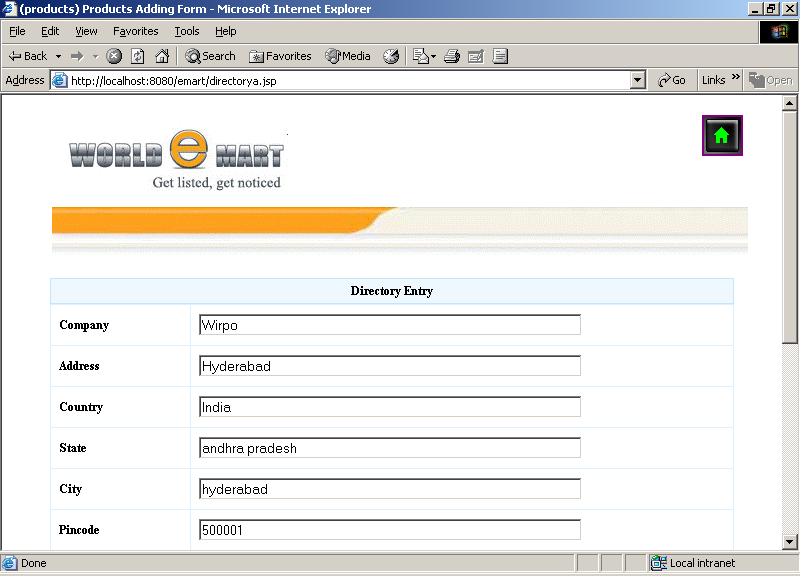 (products) Products Adding Form - Microsoft Internet Explorer
File Edit View Favorites Tools Help
Back Search Favorites Media
Address http://localhost:8080/emart/directorya.jsp Go Links » Open
WORLD e MART
Get listed, get noticed
Directory Entry
Company Wirpo
Address Hyderabad
Country India
State andhra pradesh
City hyderabad
Pincode 500001
Done Local intranet